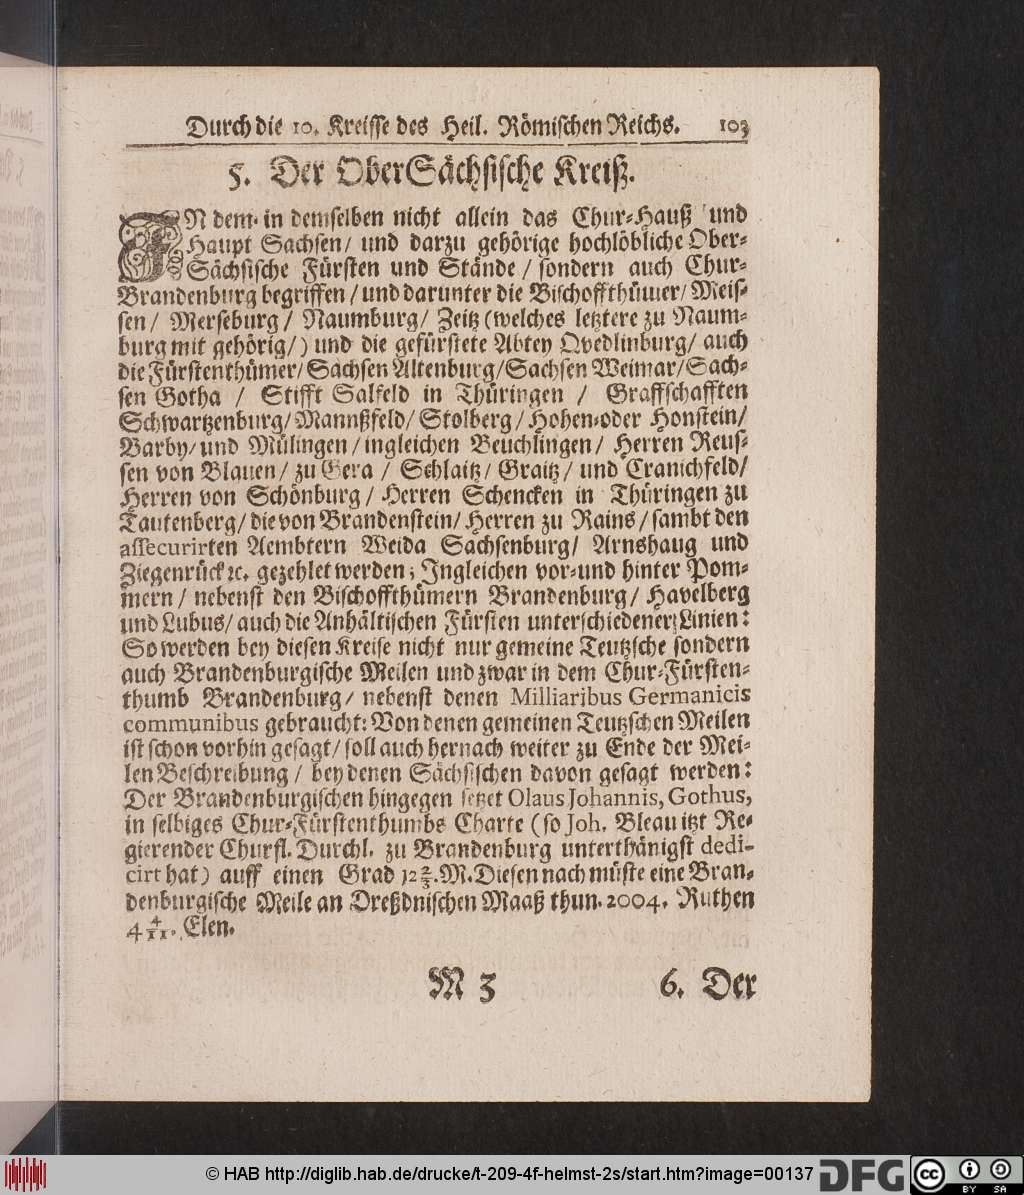 Durch die 10. Kreisse des Heil. Römischen Reichs. 103
5. Der OberSächsische Kreiß.
IN dem in demselben nicht allein das Chur-Hauß und
Haupt Sachsen/ und darzu gehörige hochlöbliche Ober-
Sächsische Fürsten und Stände / sondern auch Chur-
Brandenburg begriffen / und darunter die Bischoffthümer/ Meis-
sen / Merseburg / Naumburg / Zeitz (welches letztere zu Naum-
burg mit gehörig/) und die gefürstete Abtey Qvedlinburg/ auch
die Fürstenthümer/ Sachsen Altenburg/ Sachsen Weimar/ Sach-
sen Gotha / Stifft Salfeld in Thüringen / Graffschafften
Schwartzenburg/ Mannßfeld/ Stolberg / Hohen-oder Honstein/
Barby/ und Mülingen / ingleichen Beuchlingen / Herren Reus-
sen von Blauen / zu Gera / Schlaitz/ Graitz / und Cranichfeld/
Herren von Schönburg / Herren Schencken in Thüringen zu
Tautenberg/ die von Brandenstein/ Herren zu Rains / sambt den
assecurirten Aembtern Weida Sachsenburg/ Arnshaug und
Ziegenrück ꝛc. gezehlet werden; Ingleichen vor-und hinter Pom-
mern / nebenst den Bischoffthümern Brandenburg / Havelberg
und Lubus/ auch die Anhältischen Fürsten unterschiedener Linien:
So werden bey diesen Kreise nicht nur gemeine Teutzsche sondern
auch Brandenburgische Meilen und zwar in dem Chur-Fürsten-
thumb Brandenburg/ nebenst denen Milliaribus Germanicis
communibus gebraucht: Von denen gemeinen Teutzschen Meilen
ist schon vorhin gesagt/ soll auch hernach weiter zu Ende der Mei-
len Beschreibung / bey denen Sächsischen davon gesagt werden:
Der Brandenburgischen hingegen setzet Olaus Johannis, Gothus,
in selbiges Chur-Fürstenthumbs Charte (so Joh. Bleau itzt Re-
gierender Churfl. Durchl. zu Brandenburg unterthänigst dedi-
cirt hat) auff einen Grad 12 2/3. M. Diesen nach müste eine Bran-
denburgische Meile an Dreßdnischen Maaß thun. 2004. Ruthen
4 4/11. Elen.
M 3 6. Der
© HAB http://diglib.hab.de/drucke/t-209-4f-helmst-2s/start.htm?image=00137 DFG cc BY SA